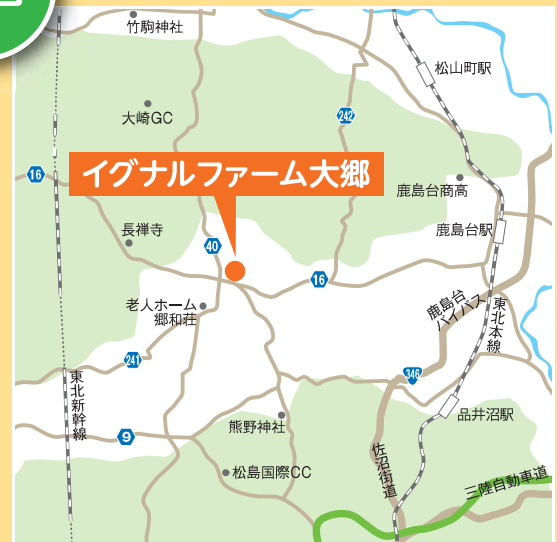 竹駒神社
松山町駅
大崎GC
242
16
イグナルファーム大郷
鹿島台商高
長禅寺
鹿島台駅
40
16
老人ホーム
郷和荘
鹿島台
バイパス
東北本線
241
346
東北新幹線
品井沼駅
熊野神社
9
佐沼街道
松島国際CC
三陸自動車道